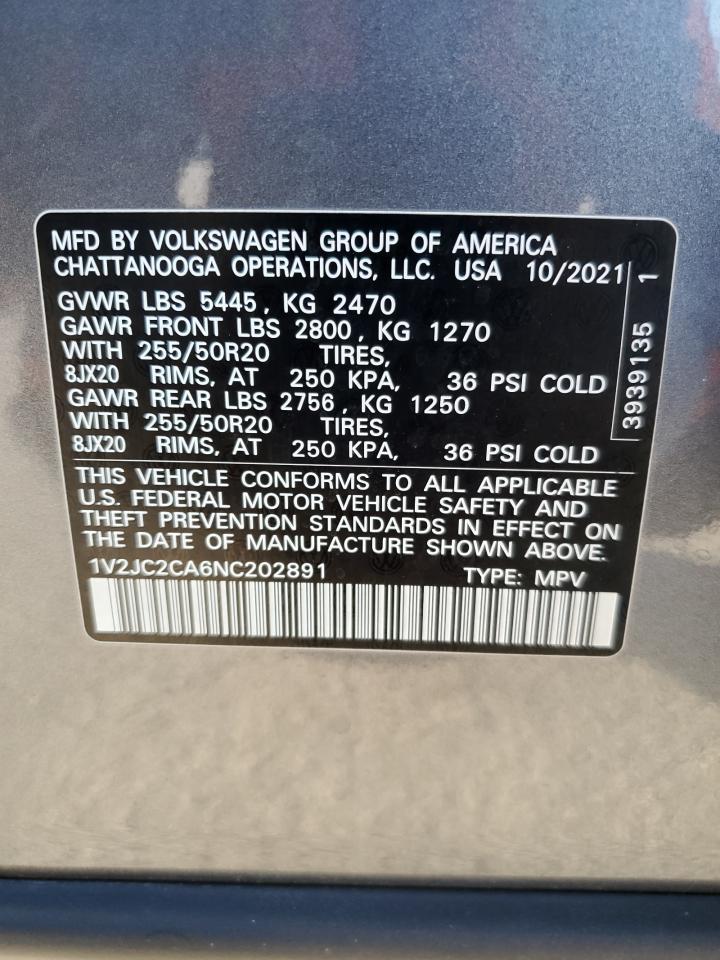 MFD BY VOLKSWAGEN GROUP OF AMERICA
CHATTANOOGA OPERATIONS, LLC. USA 10/2021
GVWR LBS 5445, KG 2470
GAWR FRONT LBS 2800, KG 1270
WITH 255/50R20 TIRES,
8JX20 RIMS, AT 250 KPA, 36 PSI COLD
GAWR REAR LBS 2756, KG 1250
WITH 255/50R20 TIRES,
8JX20 RIMS, AT 250 KPA, 36 PSI COLD
3939135 1
THIS VEHICLE CONFORMS TO ALL APPLICABLE
U.S. FEDERAL MOTOR VEHICLE SAFETY AND
THEFT PREVENTION STANDARDS IN EFFECT ON
THE DATE OF MANUFACTURE SHOWN ABOVE.
1V2JC2CA6NC202891 TYPE: MPV